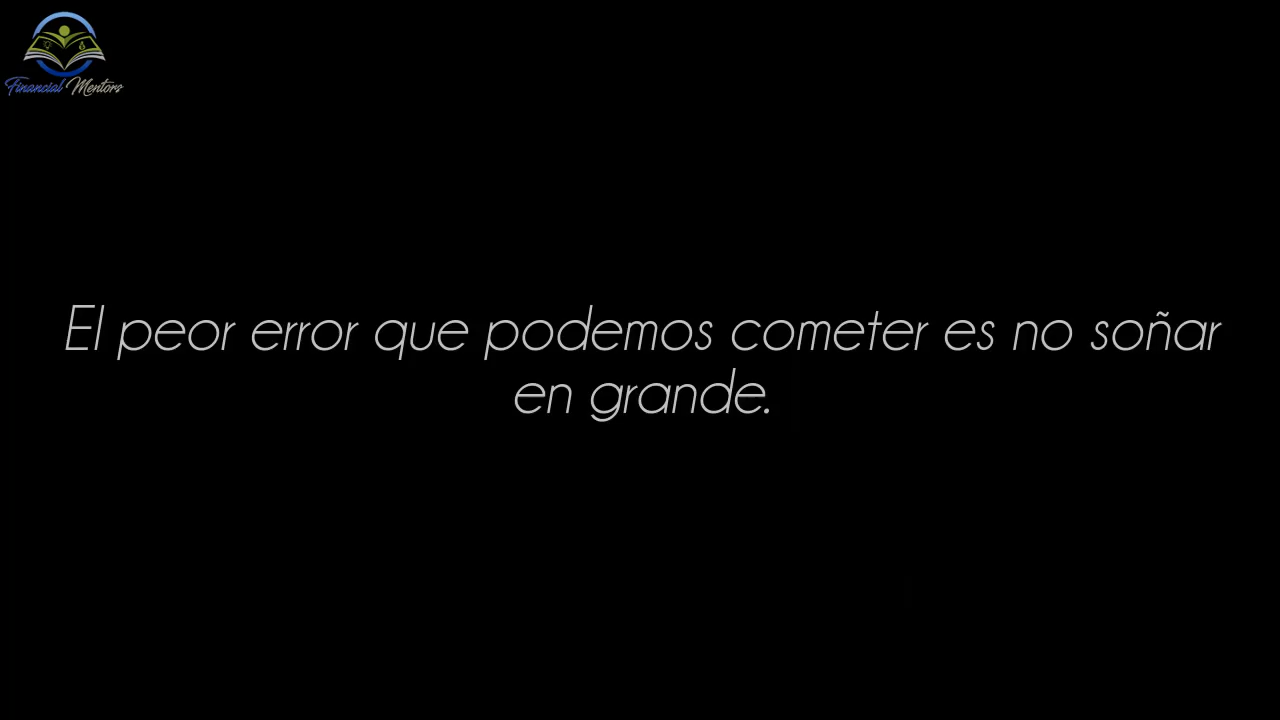 Financial Mentors
El peor error que podemos cometer es no soñar
en grande.